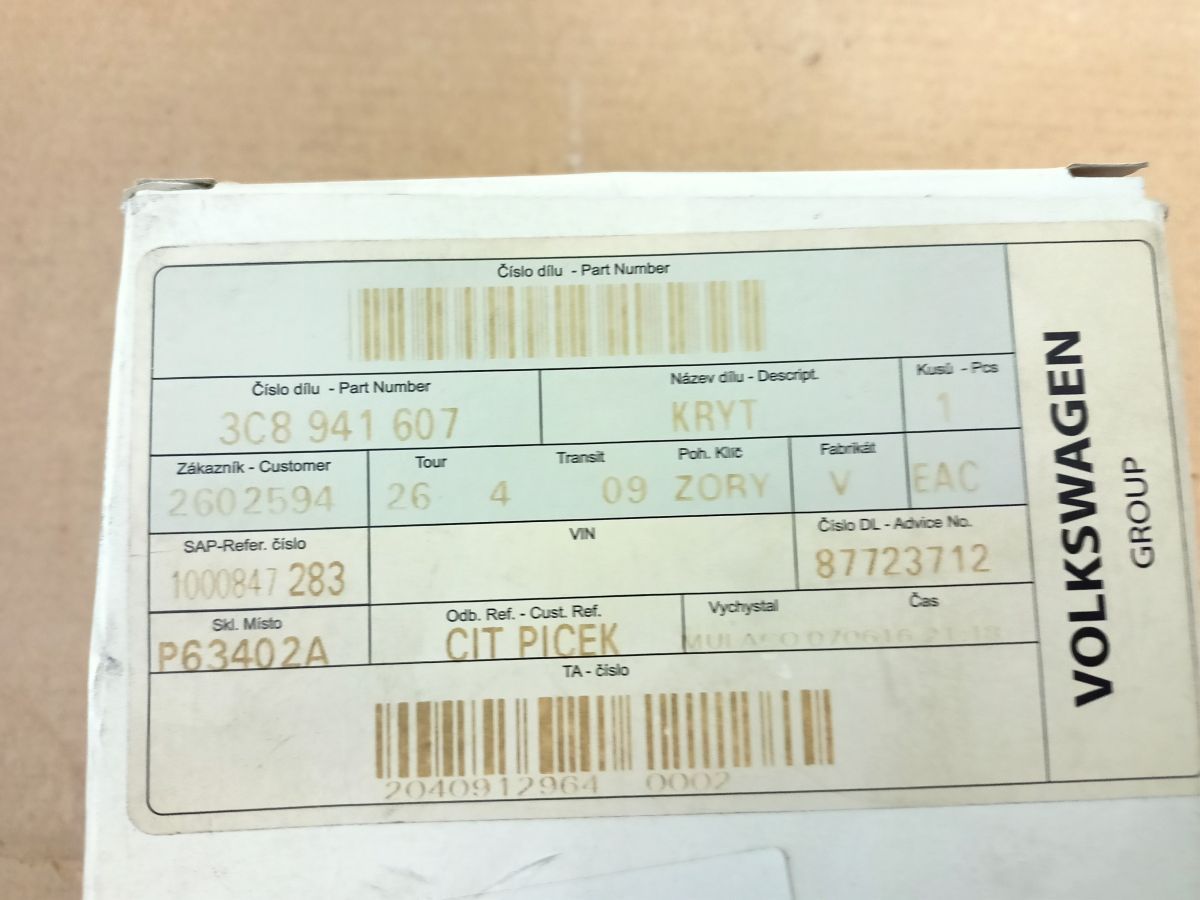 Číslo dílu - Part Number
Číslo dílu - Part Number
3C8 941 607
Název dílu - Descript.
KRYT
Kusů - Pcs
1
Zákazník - Customer
2602594
Tour Transit Poh. Klíč
26 4 09 ZORY
Fabrikát
V EAC
SAP-Refer. číslo
1000847 283
VIN
Číslo DL - Advice No.
87723712
Skl. Místo
P63402A
Odb. Ref. - Cust. Ref.
CIT PICEK
Vychystal Čas
070616 21:18
TA - číslo
2040912964 0002
VOLKSWAGEN
GROUP